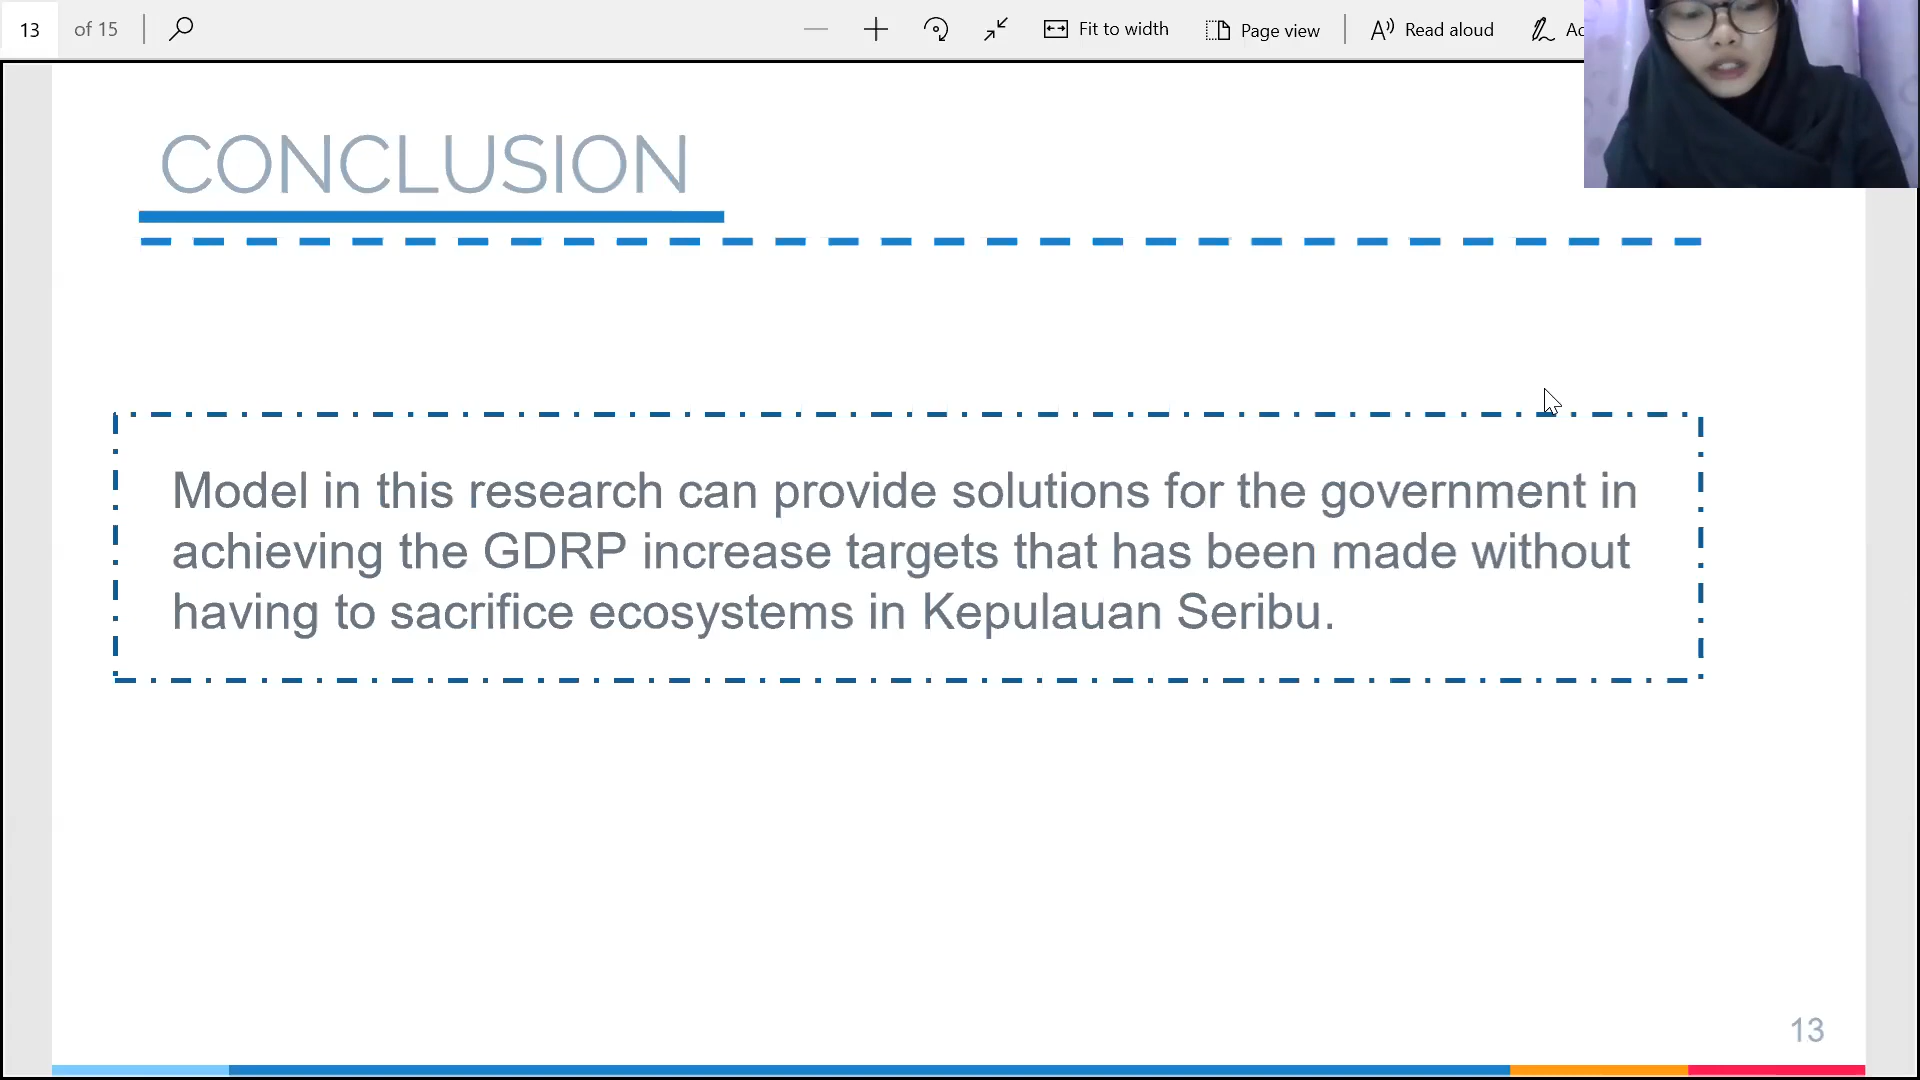 13 of 15 Fit to width Page view Read aloud
CONCLUSION
Model in this research can provide solutions for the government in
achieving the GDRP increase targets that has been made without
having to sacrifice ecosystems in Kepulauan Seribu.
13